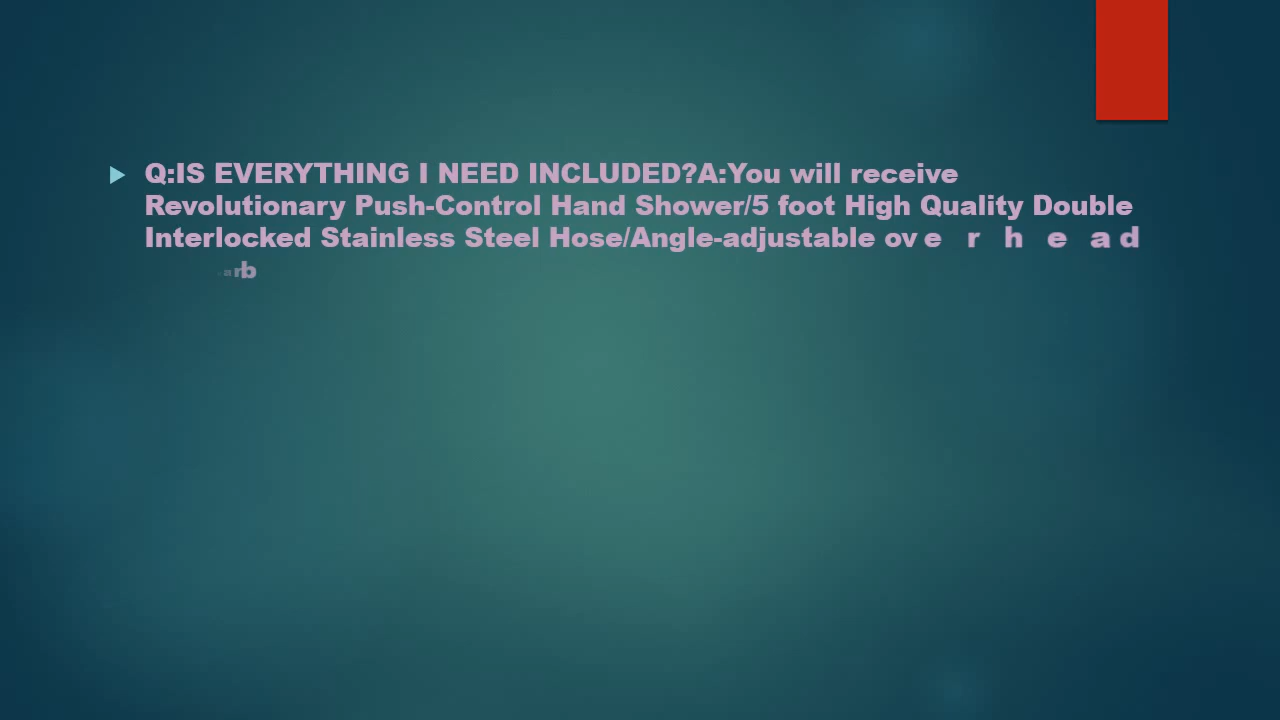 Q:IS EVERYTHING I NEED INCLUDED?A:You will receive
Revolutionary Push-Control Hand Shower/5 foot High Quality Double
Interlocked Stainless Steel Hose/Angle-adjustable overhead